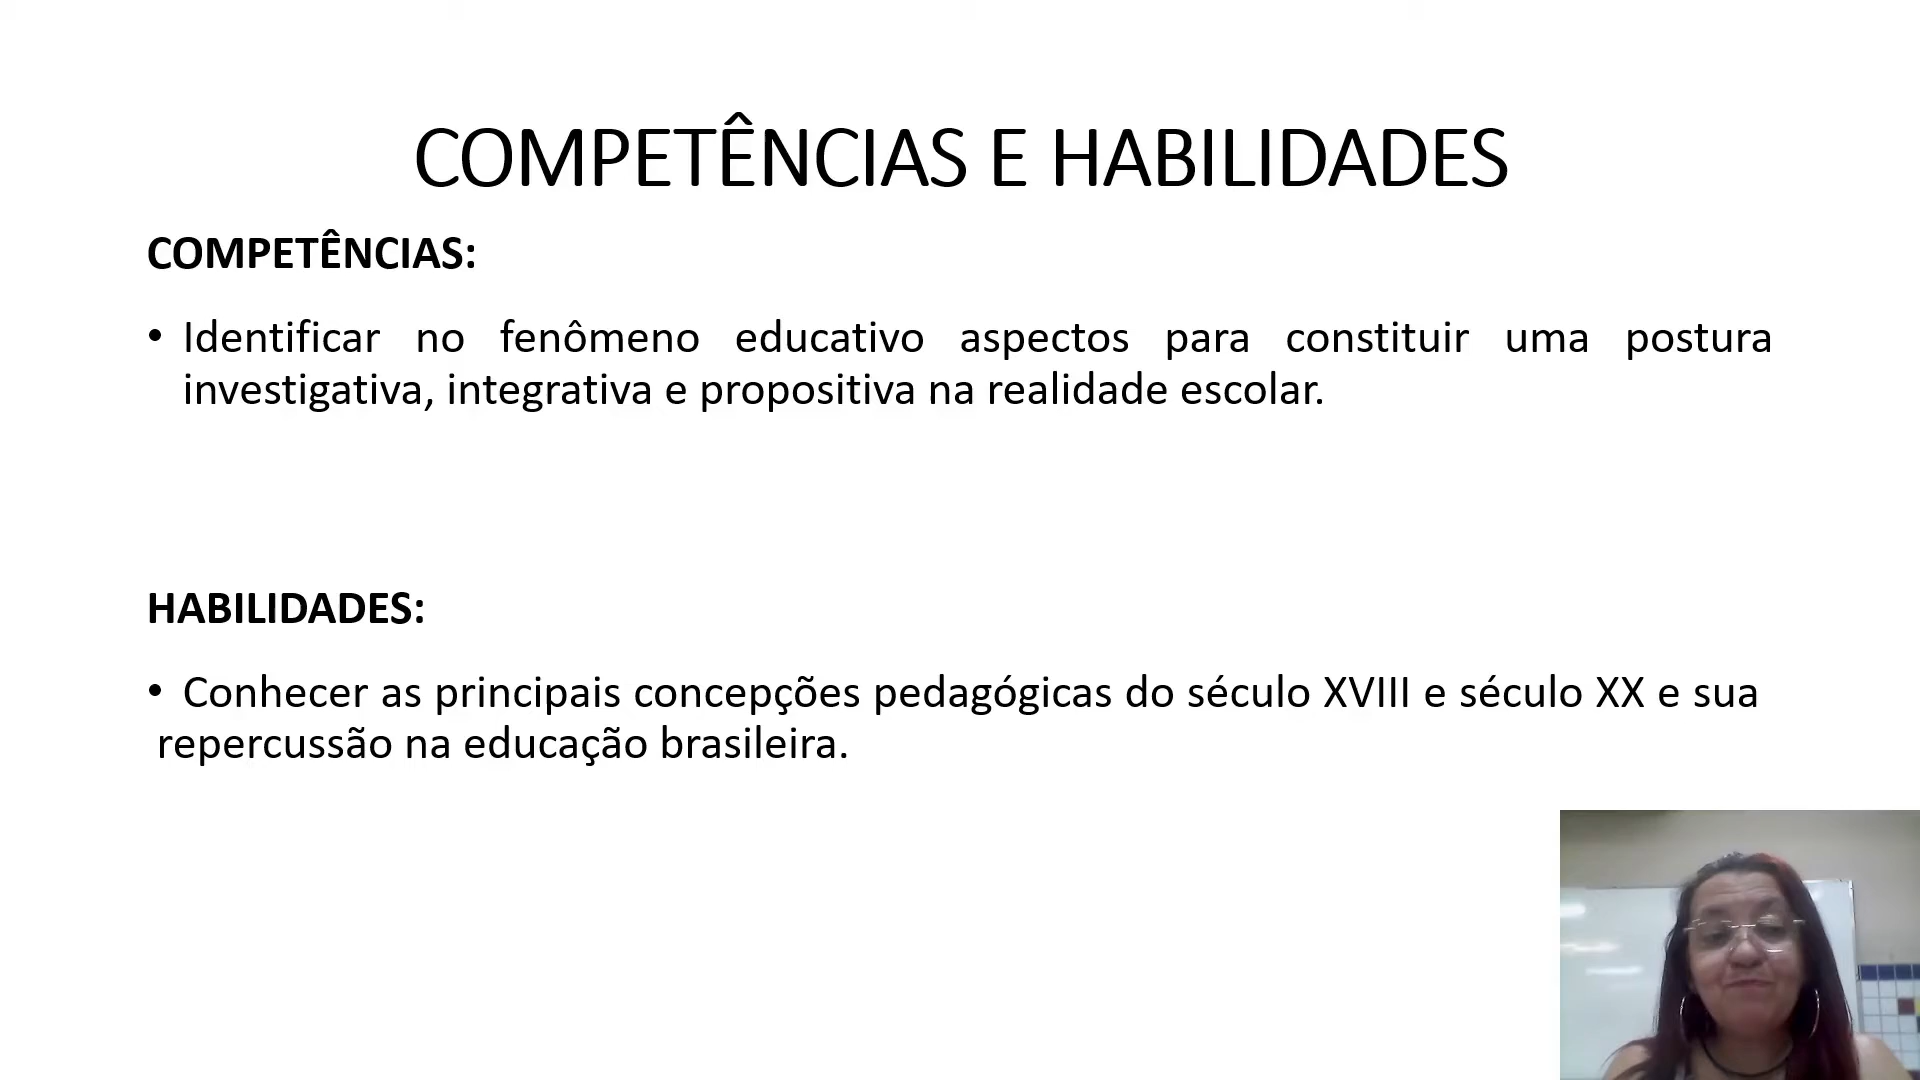 COMPETÊNCIAS E HABILIDADES
COMPETÊNCIAS:
• Identificar no fenômeno educativo aspectos para constituir uma postura
investigativa, integrativa e propositiva na realidade escolar.
HABILIDADES:
• Conhecer as principais concepções pedagógicas do século XVIII e século XX e sua
repercussão na educação brasileira.